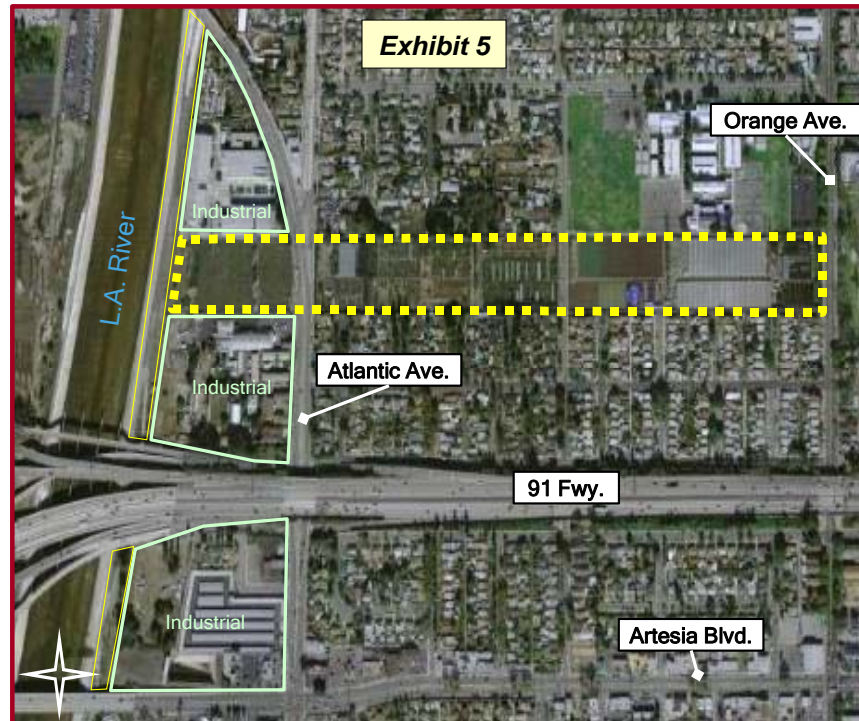 Exhibit 5
Orange Ave.
Industrial
L.A. River
Industrial
Atlantic Ave.
91 Fwy.
Industrial
Artesia Blvd.